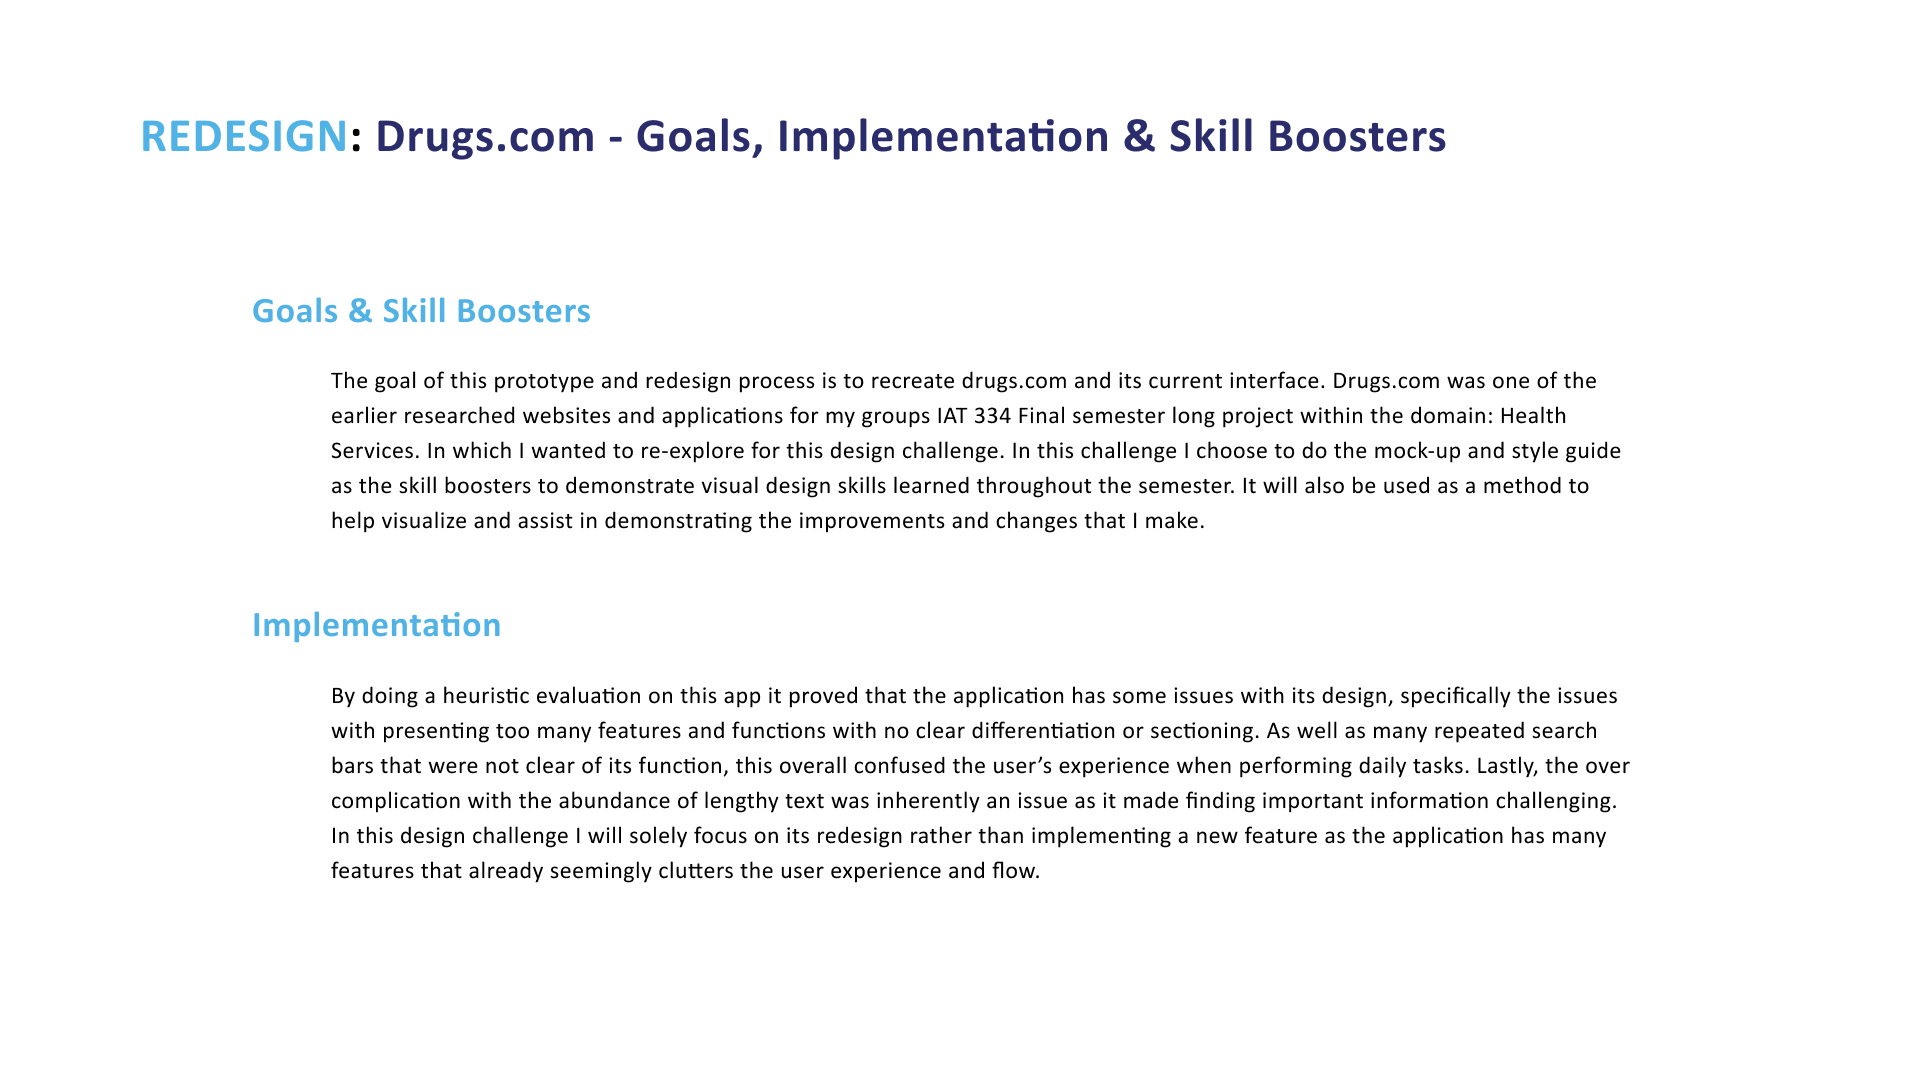 REDESIGN: Drugs.com - Goals, Implementation & Skill Boosters
Goals & Skill Boosters
The goal of this prototype and redesign process is to recreate drugs.com and its current interface. Drugs.com was one of the
earlier researched websites and applications for my groups IAT 334 Final semester long project within the domain: Health
Services. In which I wanted to re-explore for this design challenge. In this challenge I choose to do the mock-up and style guide
as the skill boosters to demonstrate visual design skills learned throughout the semester. It will also be used as a method to
help visualize and assist in demonstrating the improvements and changes that I make.
Implementation
By doing a heuristic evaluation on this app it proved that the application has some issues with its design, specifically the issues
with presenting too many features and functions with no clear differentiation or sectioning. As well as many repeated search
bars that were not clear of its function, this overall confused the user’s experience when performing daily tasks. Lastly, the over
complication with the abundance of lengthy text was inherently an issue as it made finding important information challenging.
In this design challenge I will solely focus on its redesign rather than implementing a new feature as the application has many
features that already seemingly clutters the user experience and flow.